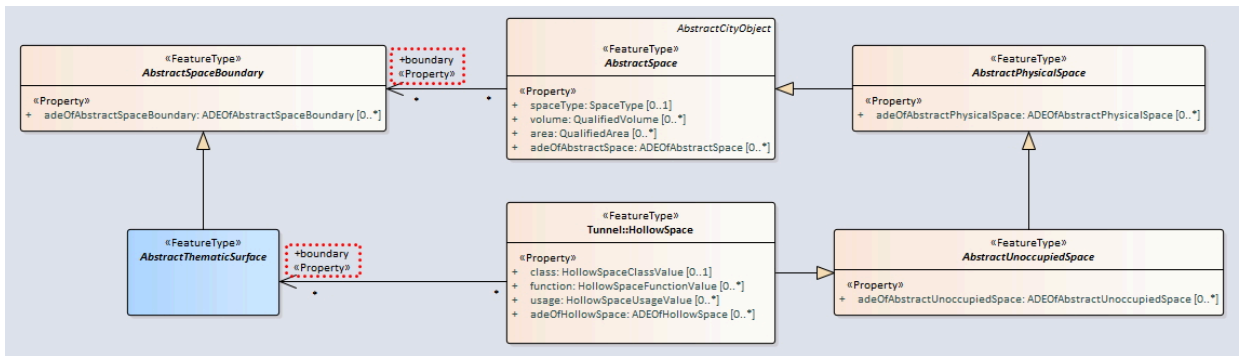 «FeatureType»
AbstractSpaceBoundary
«Property»
+ adeOfAbstractSpaceBoundary: ADEOfAbstractSpaceBoundary [0..*]
+boundary
«Property»
*
*
AbstractCityObject
«FeatureType»
AbstractSpace
«Property»
+ spaceType: SpaceType [0..1]
+ volume: QualifiedVolume [0..*]
+ area: QualifiedArea [0..*]
+ adeOfAbstractSpace: ADEOfAbstractSpace [0..*]
«FeatureType»
AbstractPhysicalSpace
«Property»
+ adeOfAbstractPhysicalSpace: ADEOfAbstractPhysicalSpace [0..*]
«FeatureType»
AbstractThematicSurface
+boundary
«Property»
*
*
«FeatureType»
Tunnel::HollowSpace
«Property»
+ class: HollowSpaceClassValue [0..1]
+ function: HollowSpaceFunctionValue [0..*]
+ usage: HollowSpaceUsageValue [0..*]
+ adeOfHollowSpace: ADEOfHollowSpace [0..*]
«FeatureType»
AbstractUnoccupiedSpace
«Property»
+ adeOfAbstractUnoccupiedSpace: ADEOfAbstractUnoccupiedSpace [0..*]